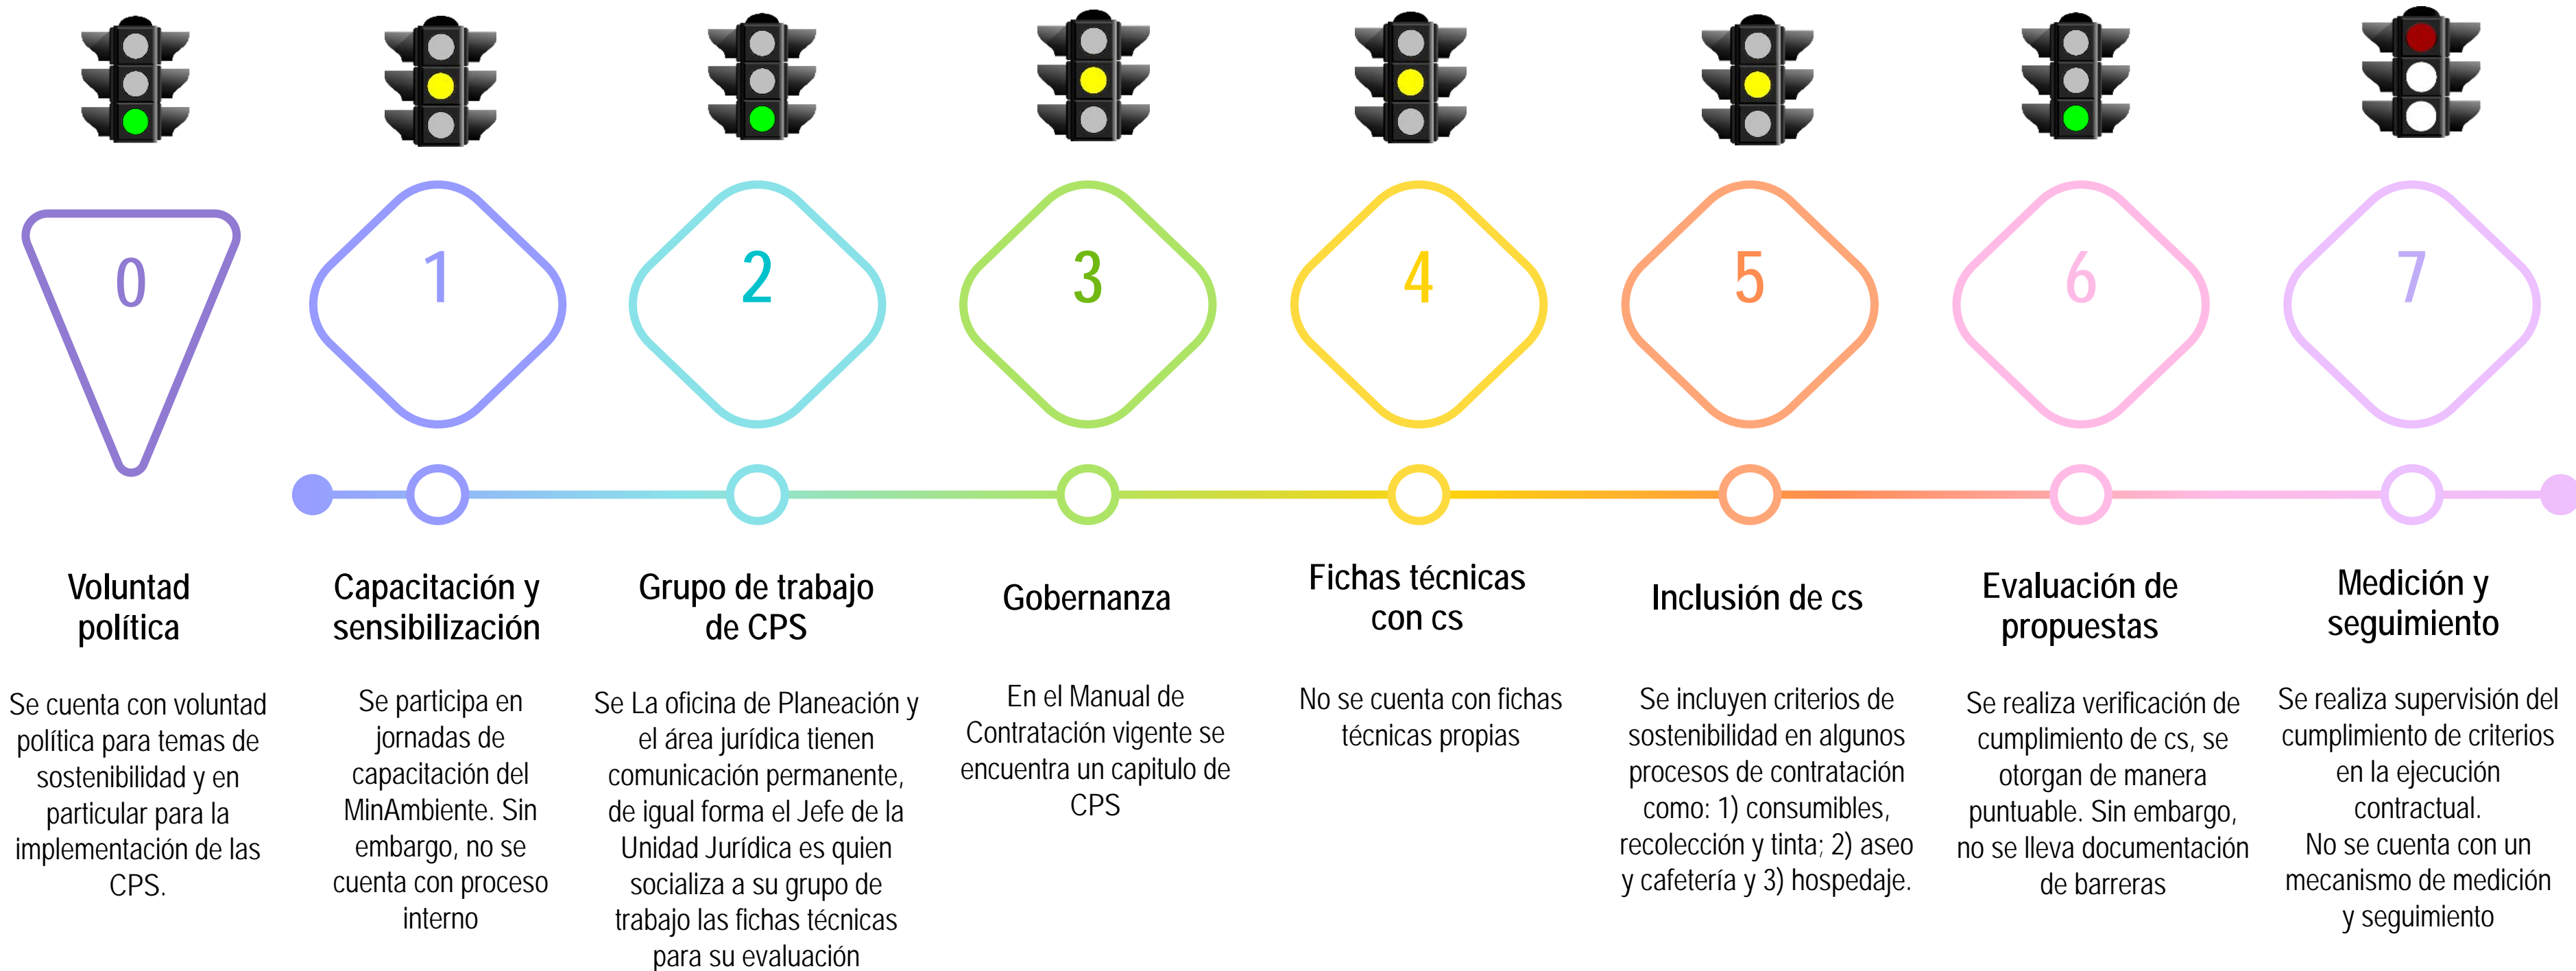 0
1
2
3
4
5
6
7
Voluntad
política
Se cuenta con voluntad
política para temas de
sostenibilidad y en
particular para la
implementación de las
CPS.
Capacitación y
sensibilización
Se participa en
jornadas de
capacitación del
MinAmbiente. Sin
embargo, no se
cuenta con proceso
interno
Grupo de trabajo
de CPS
Se La oficina de Planeación y
el área jurídica tienen
comunicación permanente,
de igual forma el Jefe de la
Unidad Jurídica es quien
socializa a su grupo de
trabajo las fichas técnicas
para su evaluación
Gobernanza
En el Manual de
Contratación vigente se
encuentra un capitulo de
CPS
Fichas técnicas
con cs
No se cuenta con fichas
técnicas propias
Inclusión de cs
Se incluyen criterios de
sostenibilidad en algunos
procesos de contratación
como: 1) consumibles,
recolección y tinta; 2) aseo
y cafetería y 3) hospedaje.
Evaluación de
propuestas
Se realiza verificación de
cumplimiento de cs, se
otorgan de manera
puntuable. Sin embargo,
no se lleva documentación
de barreras
Medición y
seguimiento
Se realiza supervisión del
cumplimiento de criterios
en la ejecución
contractual.
No se cuenta con un
mecanismo de medición
y seguimiento